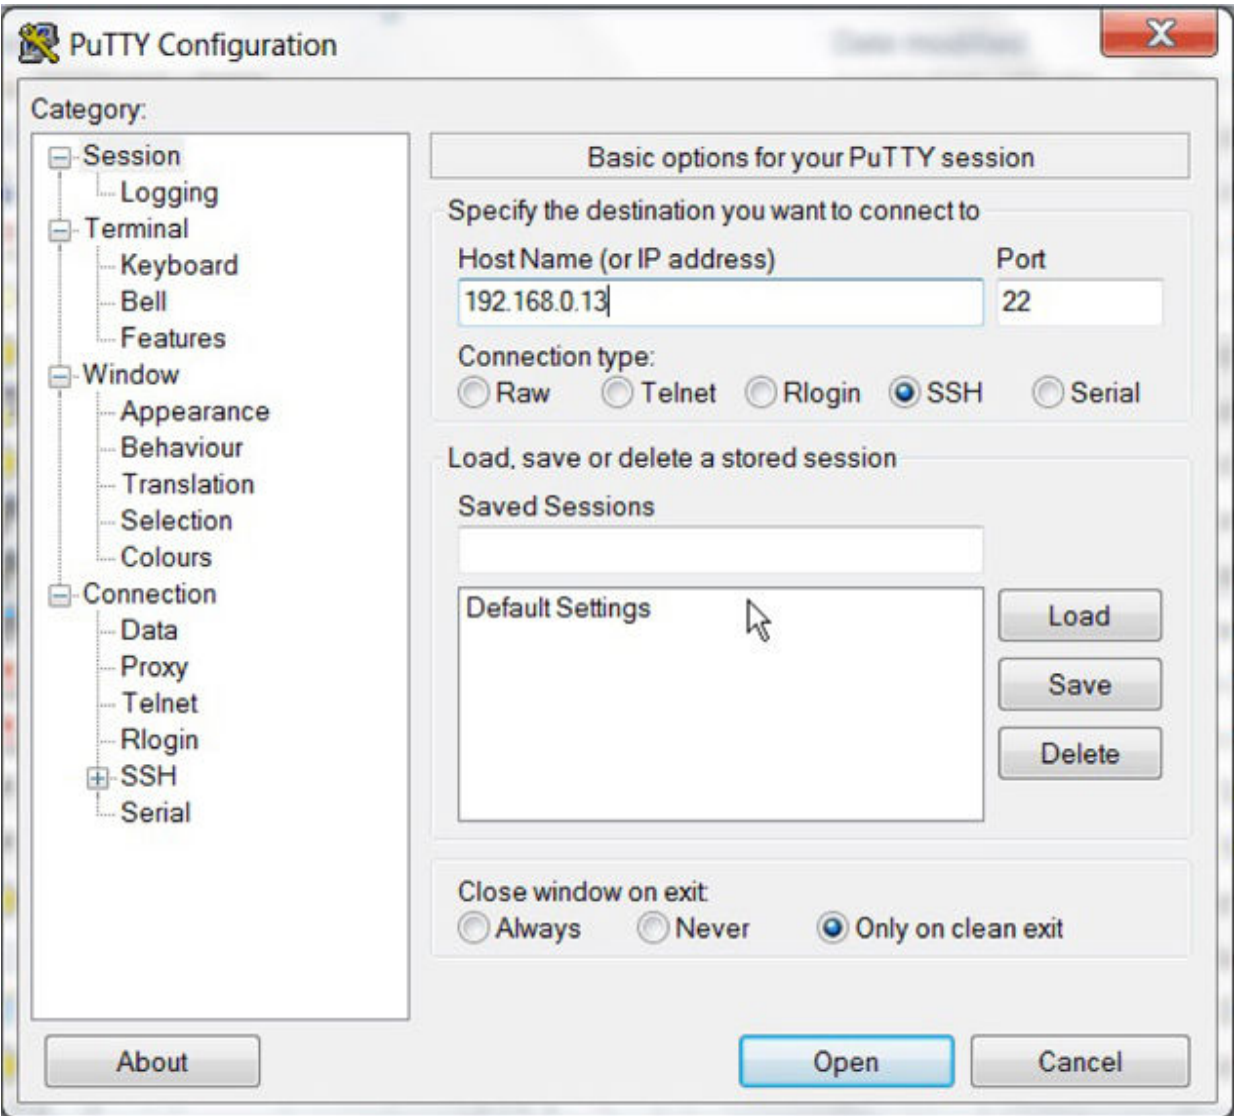 PuTTY Configuration
Date modified
Category:
Session
Logging
Terminal
Keyboard
Bell
Features
Window
Appearance
Behaviour
Translation
Selection
Colours
Connection
Data
Proxy
Telnet
Rlogin
SSH
Serial
Basic options for your PuTTY session
Specify the destination you want to connect to
Host Name (or IP address) Port
192.168.0.13 22
Connection type:
Raw Telnet Rlogin SSH Serial
Load, save or delete a stored session
Saved Sessions
Default Settings
Load
Save
Delete
Close window on exit:
Always Never Only on clean exit
About Open Cancel